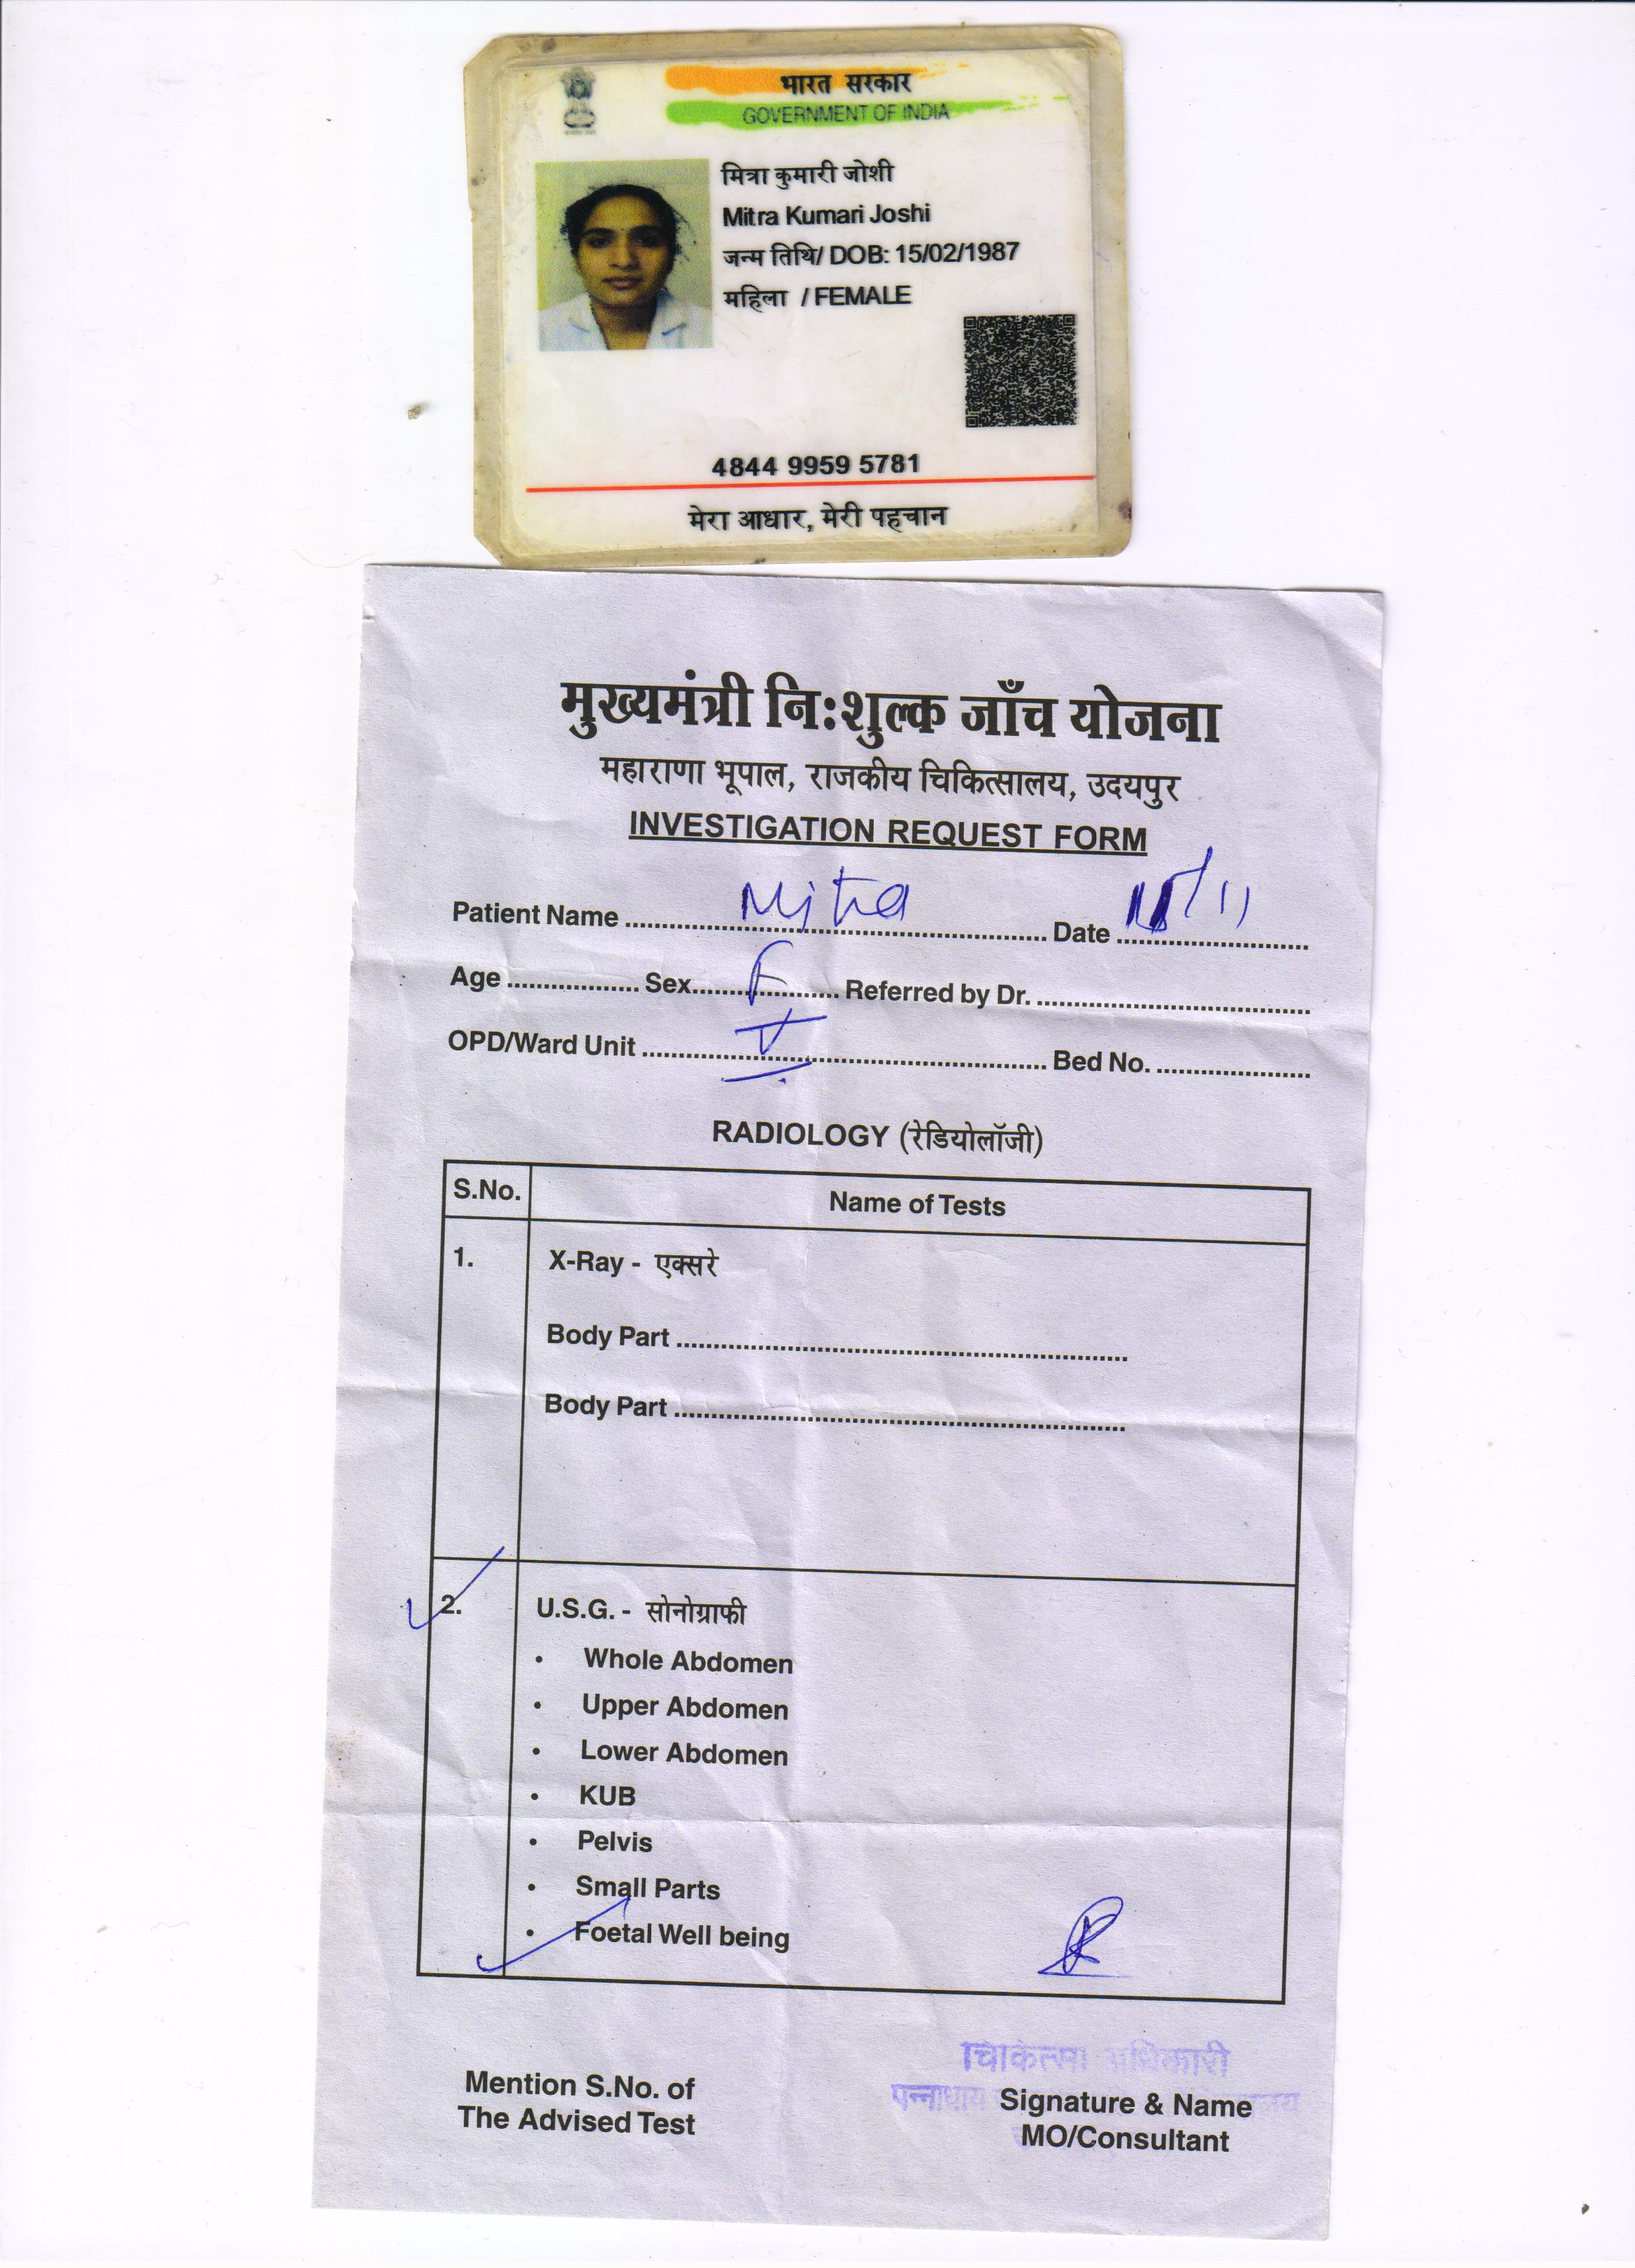 भारत सरकार
GOVERNMENT OF INDIA
मित्रा कुमारी जोशी
Mitra Kumari Joshi
जन्म तिथि/ DOB: 15/02/1987
महिला / FEMALE
4844 9959 5781
मेरा आधार, मेरी पहचान
मुख्यमंत्री नि:शुल्क जाँच योजना
महाराणा भूपाल, राजकीय चिकित्सालय, उदयपुर
INVESTIGATION REQUEST FORM
Patient Name Mitra Date /11
Age Sex F Referred by Dr.
OPD/Ward Unit V Bed No.
RADIOLOGY (रेडियोलॉजी)
S.No. Name of Tests
1. X-Ray - एक्सरे
Body Part
Body Part
2. U.S.G. - सोनोग्राफी
• Whole Abdomen
• Upper Abdomen
• Lower Abdomen
• KUB
• Pelvis
• Small Parts
• Foetal Well being
चिकित्सा अधिकारी
पन्नाधाय
Mention S.No. of
The Advised Test
Signature & Name
MO/Consultant